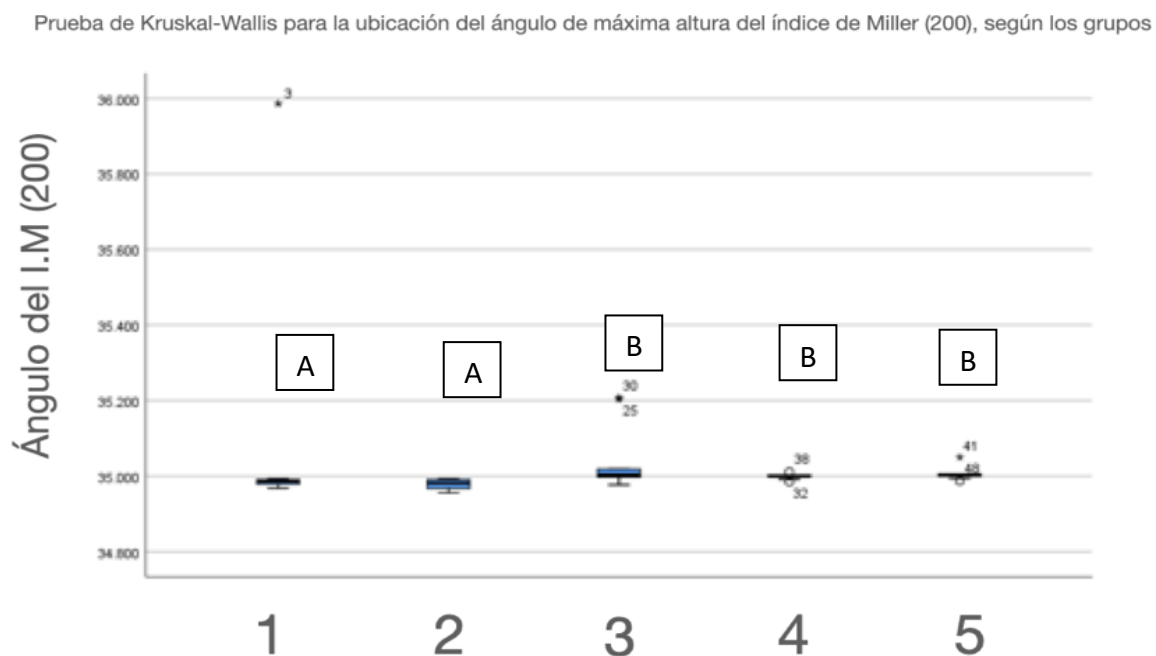 Prueba de Kruskal-Wallis para la ubicación del ángulo de máxima altura del índice de Miller (200), según los grupos
Ángulo del I.M (200)
36.000
3
35.800
35.600
35.400
A
A
B
B
B
35.200
30
25
35.000
38
32
41
48
34.800
1 2 3 4 5